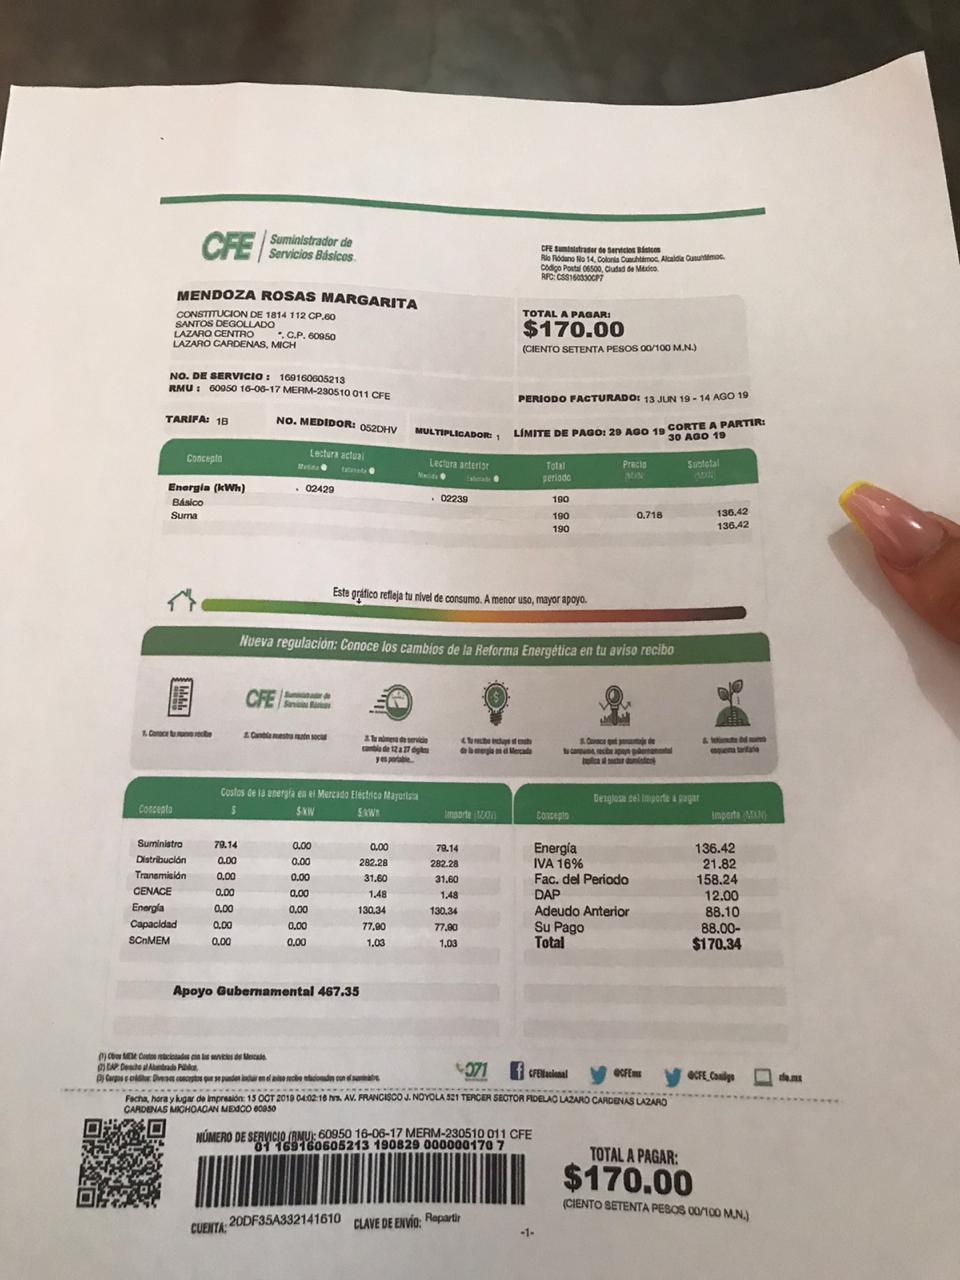 CFE Suministrador de
Servicios Básicos.
CFE Suministrador de Servicios Básicos
Río Ródano No 14, Colonia Cuauhtémoc, Alcaldía Cuauhtémoc,
Código Postal 06500, Ciudad de México.
RFC: CSS160330CP7
MENDOZA ROSAS MARGARITA
CONSTITUCION DE 1814 112 CP.60
SANTOS DEGOLLADO
LAZARO CENTRO *. C.P. 60950
LAZARO CARDENAS, MICH
TOTAL A PAGAR:
$170.00
(CIENTO SETENTA PESOS 00/100 M.N.)
NO. DE SERVICIO : 169160605213
RMU : 60950 16-06-17 MERM-230510 011 CFE
PERIODO FACTURADO: 13 JUN 19 - 14 AGO 19
TARIFA: 1B NO. MEDIDOR: 052DHV MULTIPLICADOR: 1 LÍMITE DE PAGO: 29 AGO 19 CORTE A PARTIR:
30 AGO 19
Concepto Lectura actual Lectura anterior Total periodo Precio (MXN) Subtotal (MXN)
Medida Estimada Medida Estimada
Energía (kWh) 02429 02239 190
Básico 190 0.718 136.42
Suma 190 136.42
Este gráfico refleja tu nivel de consumo. A menor uso, mayor apoyo.
Nueva regulación: Conoce los cambios de la Reforma Energética en tu aviso recibo
CFE Suministrador de
Servicios Básicos
1. Conoce tu nuevo recibo
2. Cambia nuestra razón social
3. Tu número de servicio
cambia de 12 a 27 dígitos
y es portable...
4. Tu recibo incluye el costo
de la energía en el Mercado
5. Conoce qué porcentaje de
tu consumo, recibe apoyo gubernamental
(aplica al sector doméstico)
6. Infórmate del nuevo
esquema tarifario
Costos de la energía en el Mercado Eléctrico Mayorista
Concepto $ $/kW $/kWh Importe (MXN)
Suministro 79.14 0.00 0.00 79.14
Distribución 0.00 0.00 282.28 282.28
Transmisión 0.00 0.00 31.60 31.60
CENACE 0.00 0.00 1.48 1.48
Energía 0.00 0.00 130.34 130.34
Capacidad 0.00 0.00 77.90 77.90
SCnMEM 0.00 0.00 1.03 1.03
Apoyo Gubernamental 467.35
Desglose del importe a pagar
Concepto Importe (MXN)
Energía 136.42
IVA 16% 21.82
Fac. del Periodo 158.24
DAP 12.00
Adeudo Anterior 88.10
Su Pago 88.00-
Total $170.34
(1) Otros MEM: Costos relacionados con los servicios del Mercado.
(2) DAP: Derecho al Alumbrado Público.
(3) Cargos o créditos: Diversos conceptos que se pueden incluir en el aviso recibo relacionados con el suministro.
071 CFENacional @CFEmx @CFE_Contigo cfe.mx
Fecha, hora y lugar de impresión: 15 OCT 2019 04:02:16 hrs. AV. FRANCISCO J. NOYOLA 521 TERCER SECTOR FIDELAC LAZARO CARDENAS LAZARO
CARDENAS MICHOACAN MEXICO 60950
NÚMERO DE SERVICIO (RMU): 60950 16-06-17 MERM-230510 011 CFE
01 169160605213 190829 000000170 7
CUENTA: 20DF35A332141610 CLAVE DE ENVÍO: Repartir
TOTAL A PAGAR:
$170.00
(CIENTO SETENTA PESOS 00/100 M.N.)
-1-